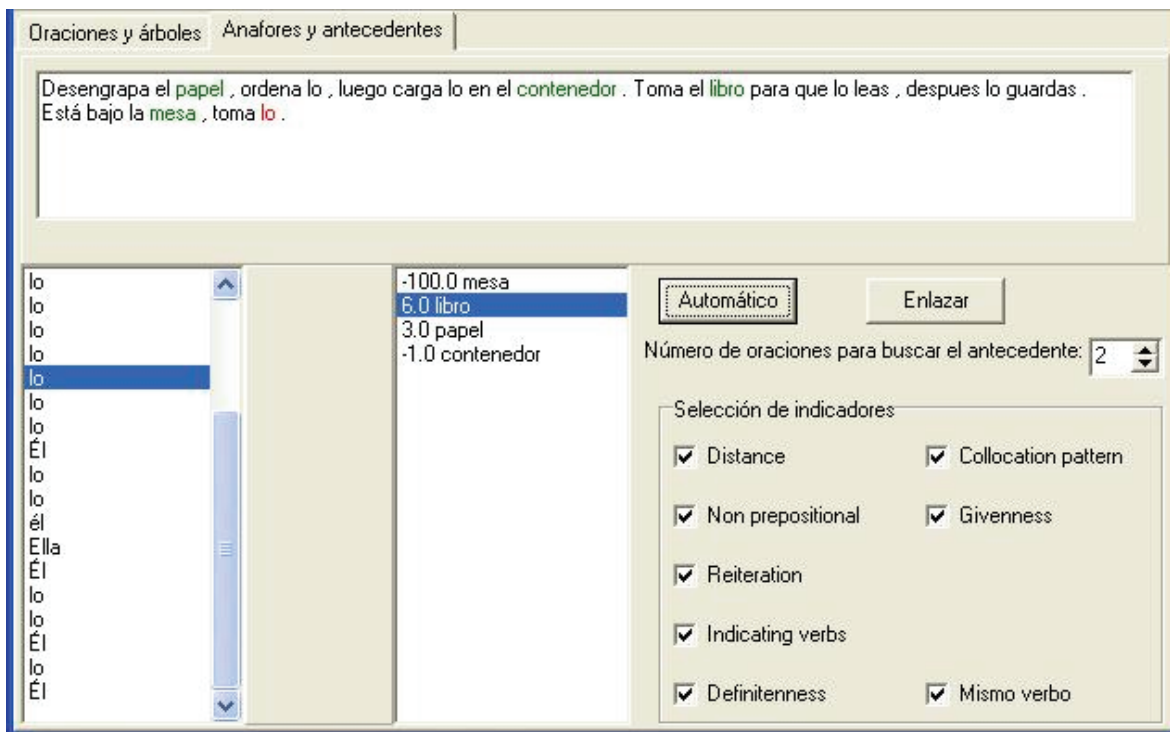 Oraciones y árboles
Anafores y antecedentes
Desengrapa el papel , ordena lo , luego carga lo en el contenedor . Toma el libro para que lo leas , despues lo guardas .
Está bajo la mesa , toma lo .
lo
lo
lo
lo
lo
lo
lo
Él
lo
lo
él
Ella
Él
lo
lo
Él
lo
Él
-100.0 mesa
6.0 libro
3.0 papel
-1.0 contenedor
Automático
Enlazar
Número de oraciones para buscar el antecedente: 2
Selección de indicadores
Distance
Collocation pattern
Non prepositional
Givenness
Reiteration
Indicating verbs
Definitenness
Mismo verbo